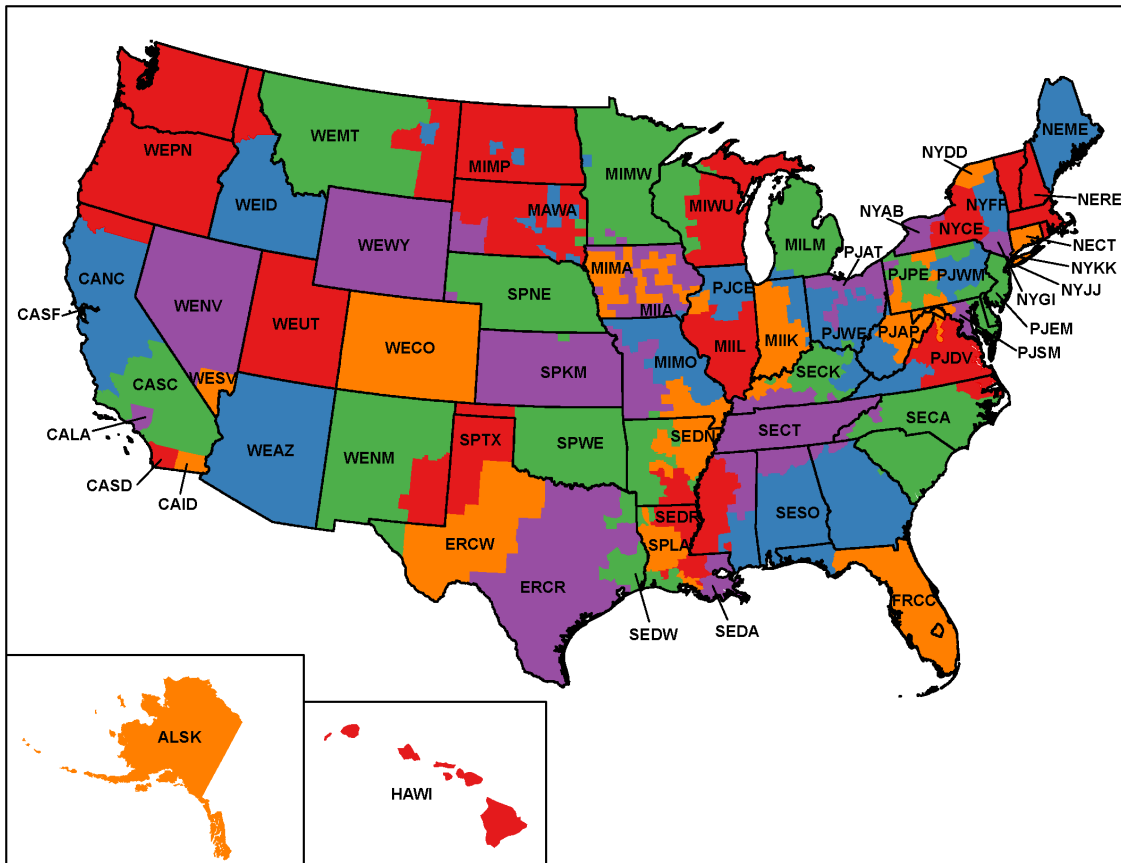 WEPN
WEMT
MIMP
MIMW
NEME
NYDD
WEID
MAWA
MIWU
NYFF
NERE
WEWY
NYAB
NYCE
MILM
PJAT
NECT
CANC
MIMA
PJPE
PJWM
NYKK
WENV
SPNE
PJCE
NYJJ
CASF
MIIA
NYGI
WEUT
PJEM
WECO
MIIL
MIIK
PJWE
PJAP
PJSM
MIMO
PJDV
CASC
WESV
SPKM
SECK
CALA
SPTX
SEDN
SECT
SECA
WEAZ
WENM
SPWE
CASD
CAID
SEDR
SESO
ERCW
SPLA
ERCR
FRCC
SEDW
SEDA
ALSK
HAWI